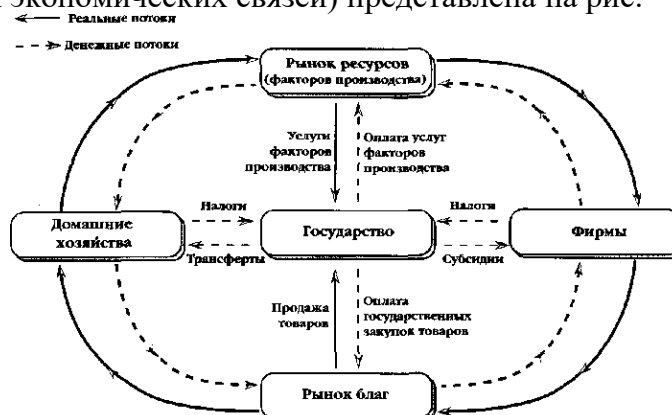 экономических связей) представлена на рис.
Реальные потоки
Денежные потоки
Рынок ресурсов
(факторов производства)
Услуги
факторов
производства
Оплата услуг
факторов
производства
Налоги
Налоги
Домашние
хозяйства
Государство
Фирмы
Трансферты
Субсидии
Продажа
товаров
Оплата
государственных
закупок товаров
Рынок благ